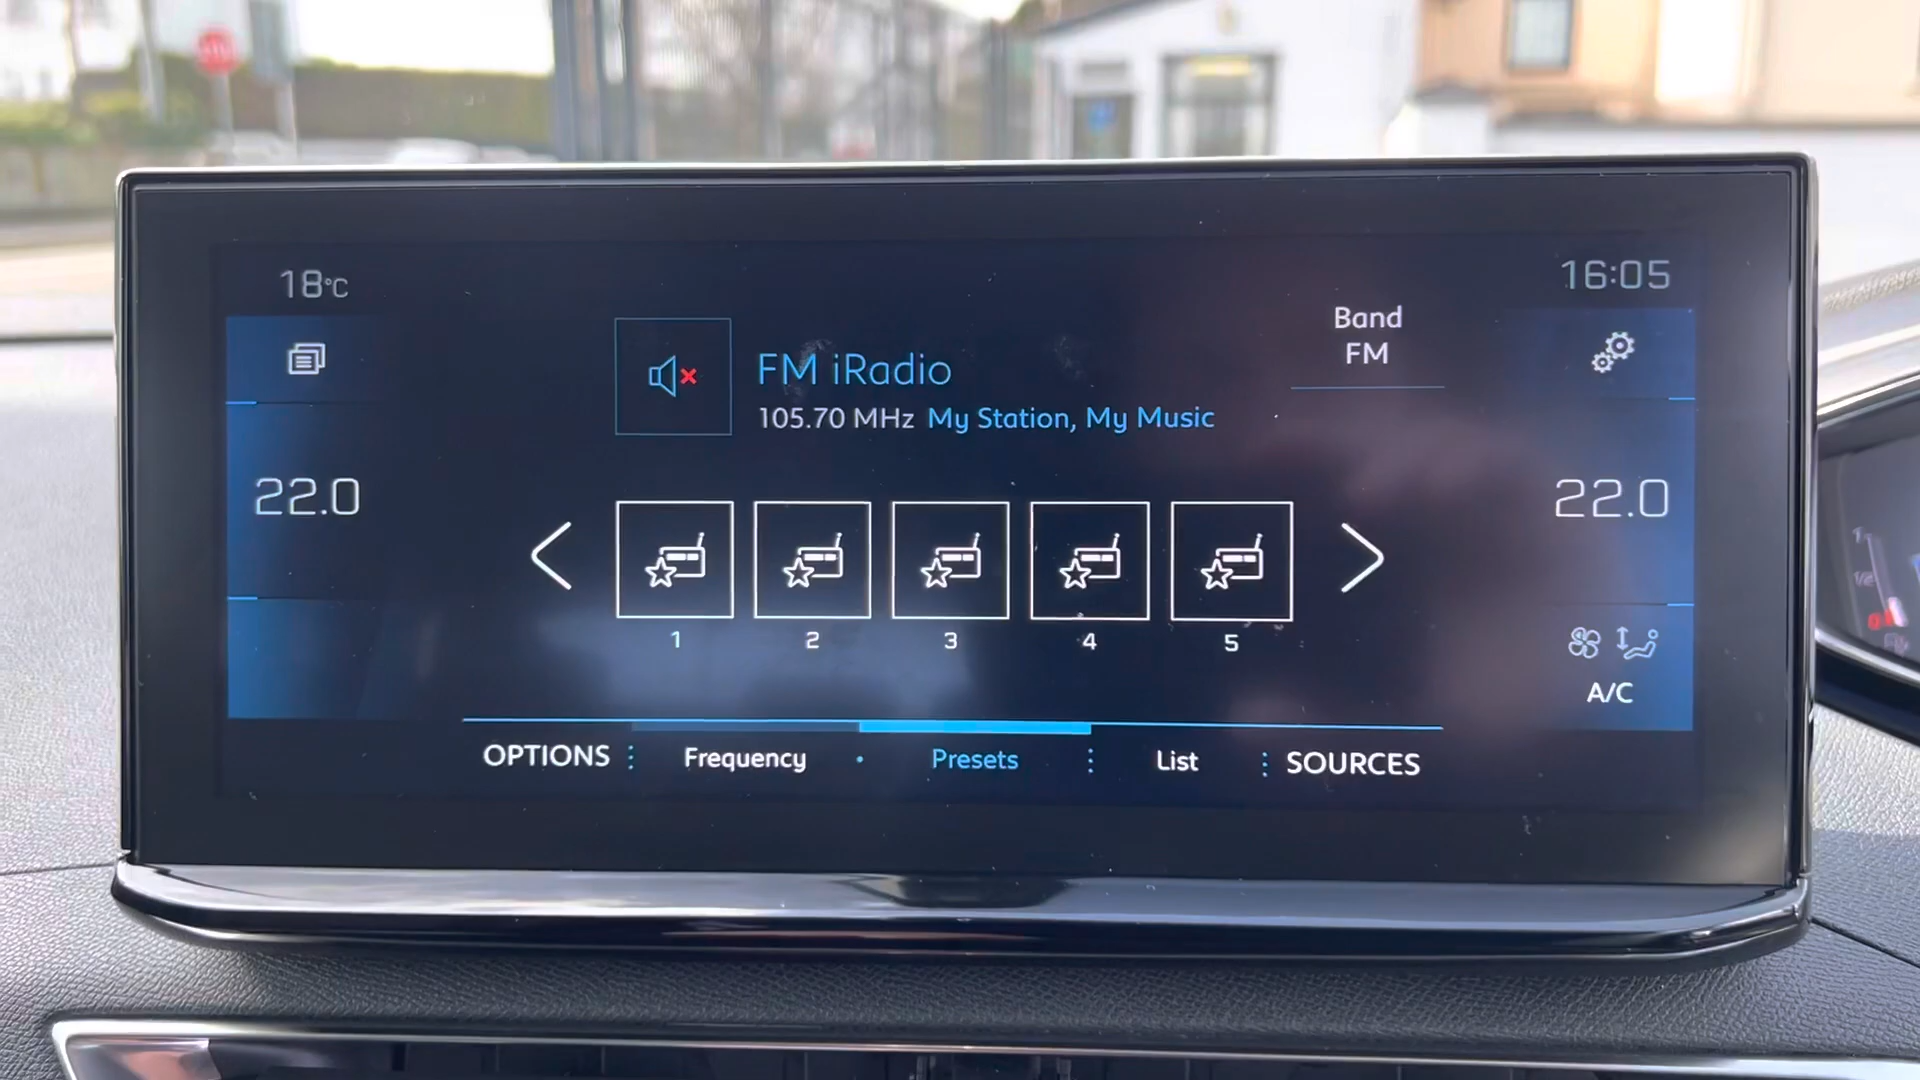 18°C
16:05
Band
FM
FM iRadio
105.70 MHz My Station, My Music
22.0
22.0
1 2 3 4 5
A/C
OPTIONS Frequency Presets List SOURCES